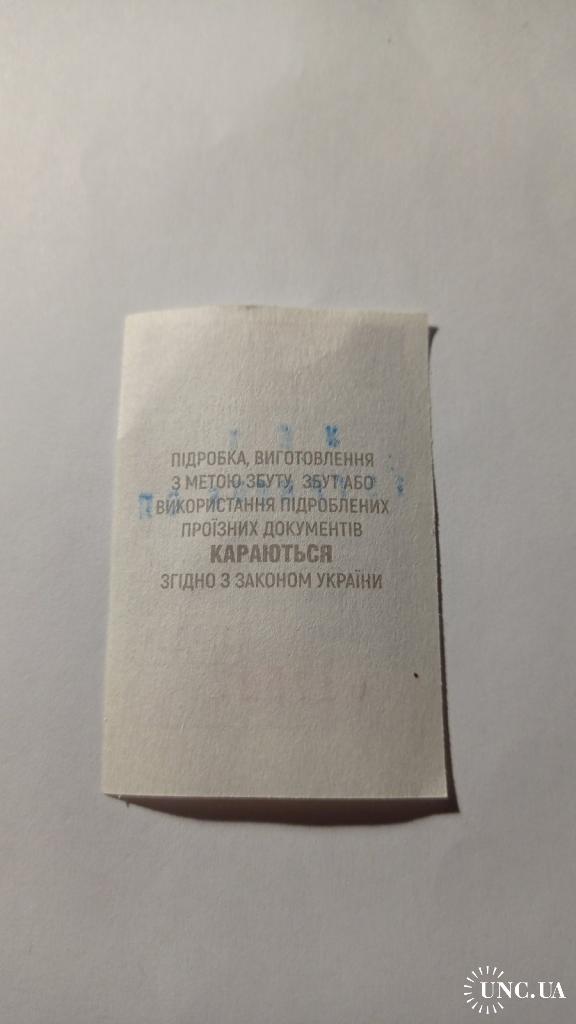 ПІДРОБКА, ВИГОТОВЛЕННЯ
З МЕТОЮ ЗБУТУ, ЗБУТ АБО
ВИКОРИСТАННЯ ПІДРОБЛЕНИХ
ПРОЇЗНИХ ДОКУМЕНТІВ
КАРАЮТЬСЯ
ЗГІДНО З ЗАКОНОМ УКРАЇНИ
UNC.UA